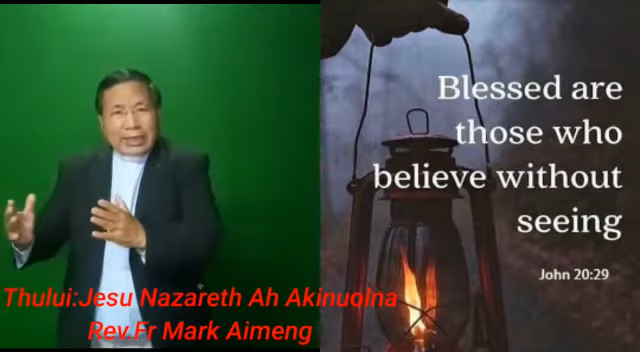 Blessed are
those who
believe without
seeing
John 20:29
Thului:Jesu Nazareth Ah Akinuolna
Rev.Fr Mark Aimeng